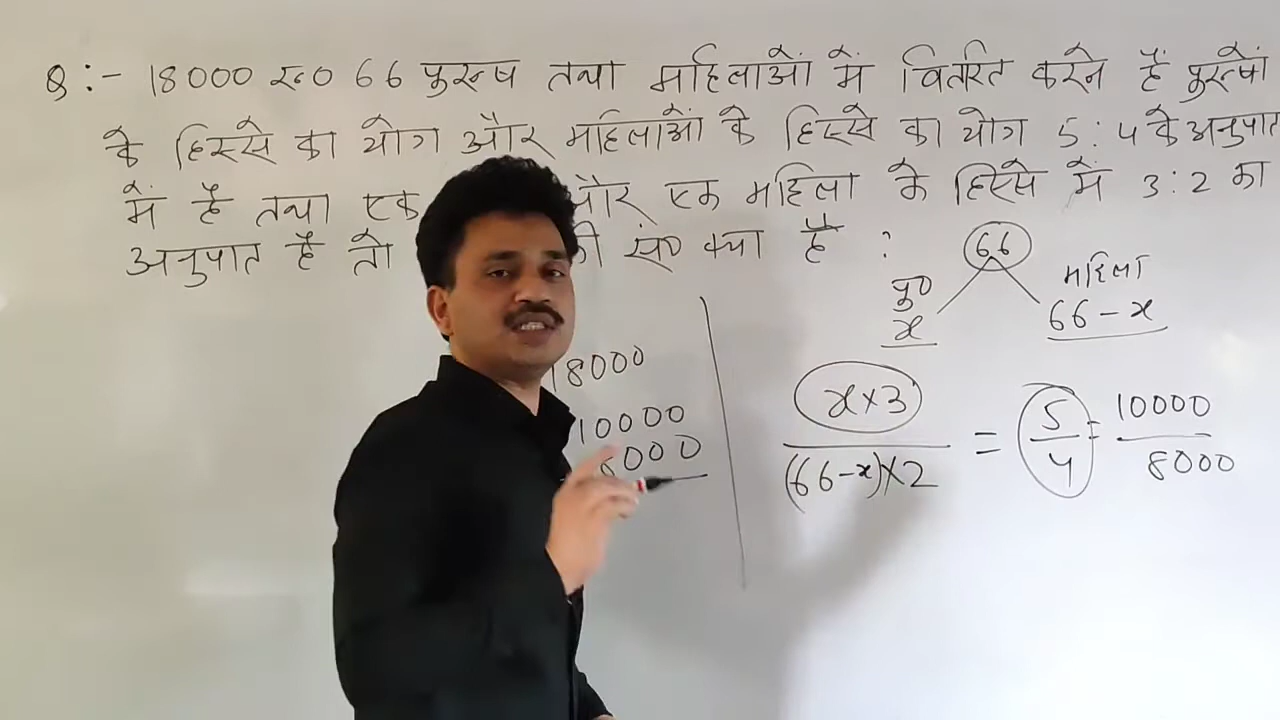 Q:- 18000 रु० 66 पुरुष तथा महिलाओं में वितरित करने हैं पुरुषों
के हिस्से का योग और महिलाओं के हिस्से का योग 5:4 के अनुपात
में है तथा एक और एक महिला के हिस्से में 3:2 का
अनुपात है तो की सं० क्या है ?
66
पु० महिला
x 66-x
18000
10000
8000
x×3 / (66-x)×2 = 5/4 = 10000/8000